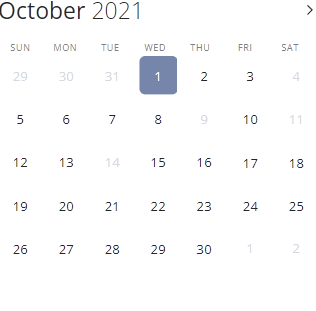 October 2021
SUN MON TUE WED THU FRI SAT
29 30 31 1 2 3 4
5 6 7 8 9 10 11
12 13 14 15 16 17 18
19 20 21 22 23 24 25
26 27 28 29 30 1 2